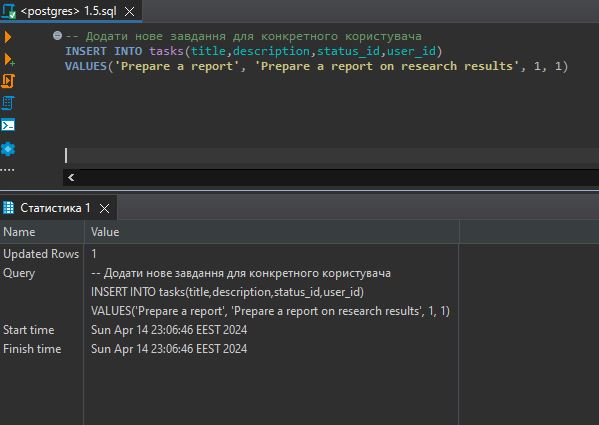 <postgres> 1.5.sql
-- Додати нове завдання для конкретного користувача
INSERT INTO tasks(title,description,status_id,user_id)
VALUES('Prepare a report', 'Prepare a report on research results', 1, 1)
Статистика 1
Name Value
Updated Rows 1
Query -- Додати нове завдання для конкретного користувача
INSERT INTO tasks(title,description,status_id,user_id)
VALUES('Prepare a report', 'Prepare a report on research results', 1, 1)
Start time Sun Apr 14 23:06:46 EEST 2024
Finish time Sun Apr 14 23:06:46 EEST 2024